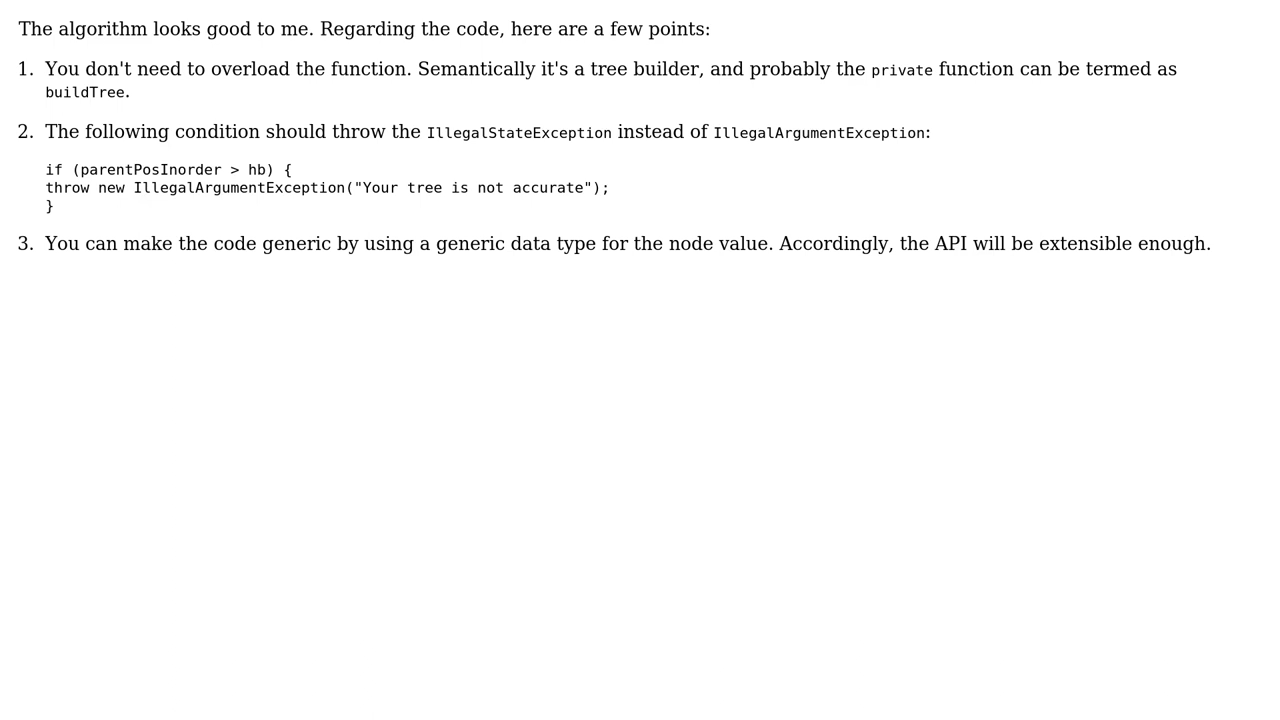 The algorithm looks good to me. Regarding the code, here are a few points:
1. You don't need to overload the function. Semantically it's a tree builder, and probably the private function can be termed as
buildTree.
2. The following condition should throw the IllegalStateException instead of IllegalArgumentException:
if (parentPosInorder > hb) {
throw new IllegalArgumentException("Your tree is not accurate");
}
3. You can make the code generic by using a generic data type for the node value. Accordingly, the API will be extensible enough.